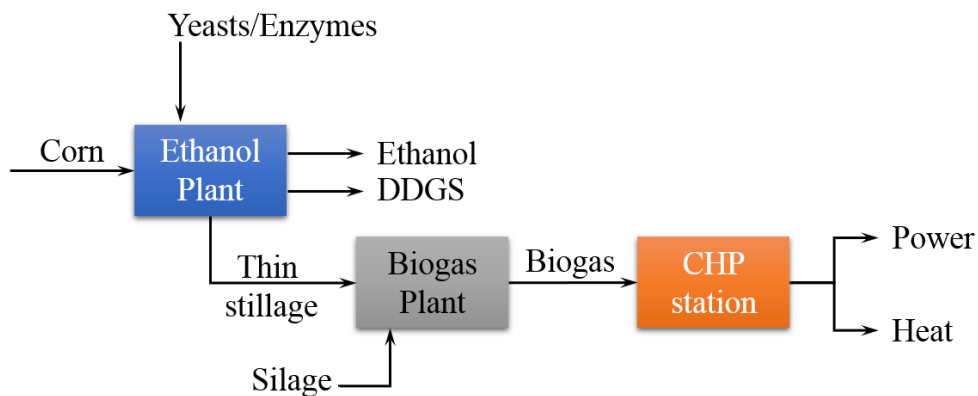 Yeasts/Enzymes
Corn
Ethanol
Plant
Ethanol
DDGS
Thin
stillage
Biogas
Plant
Silage
Biogas
CHP
station
Power
Heat